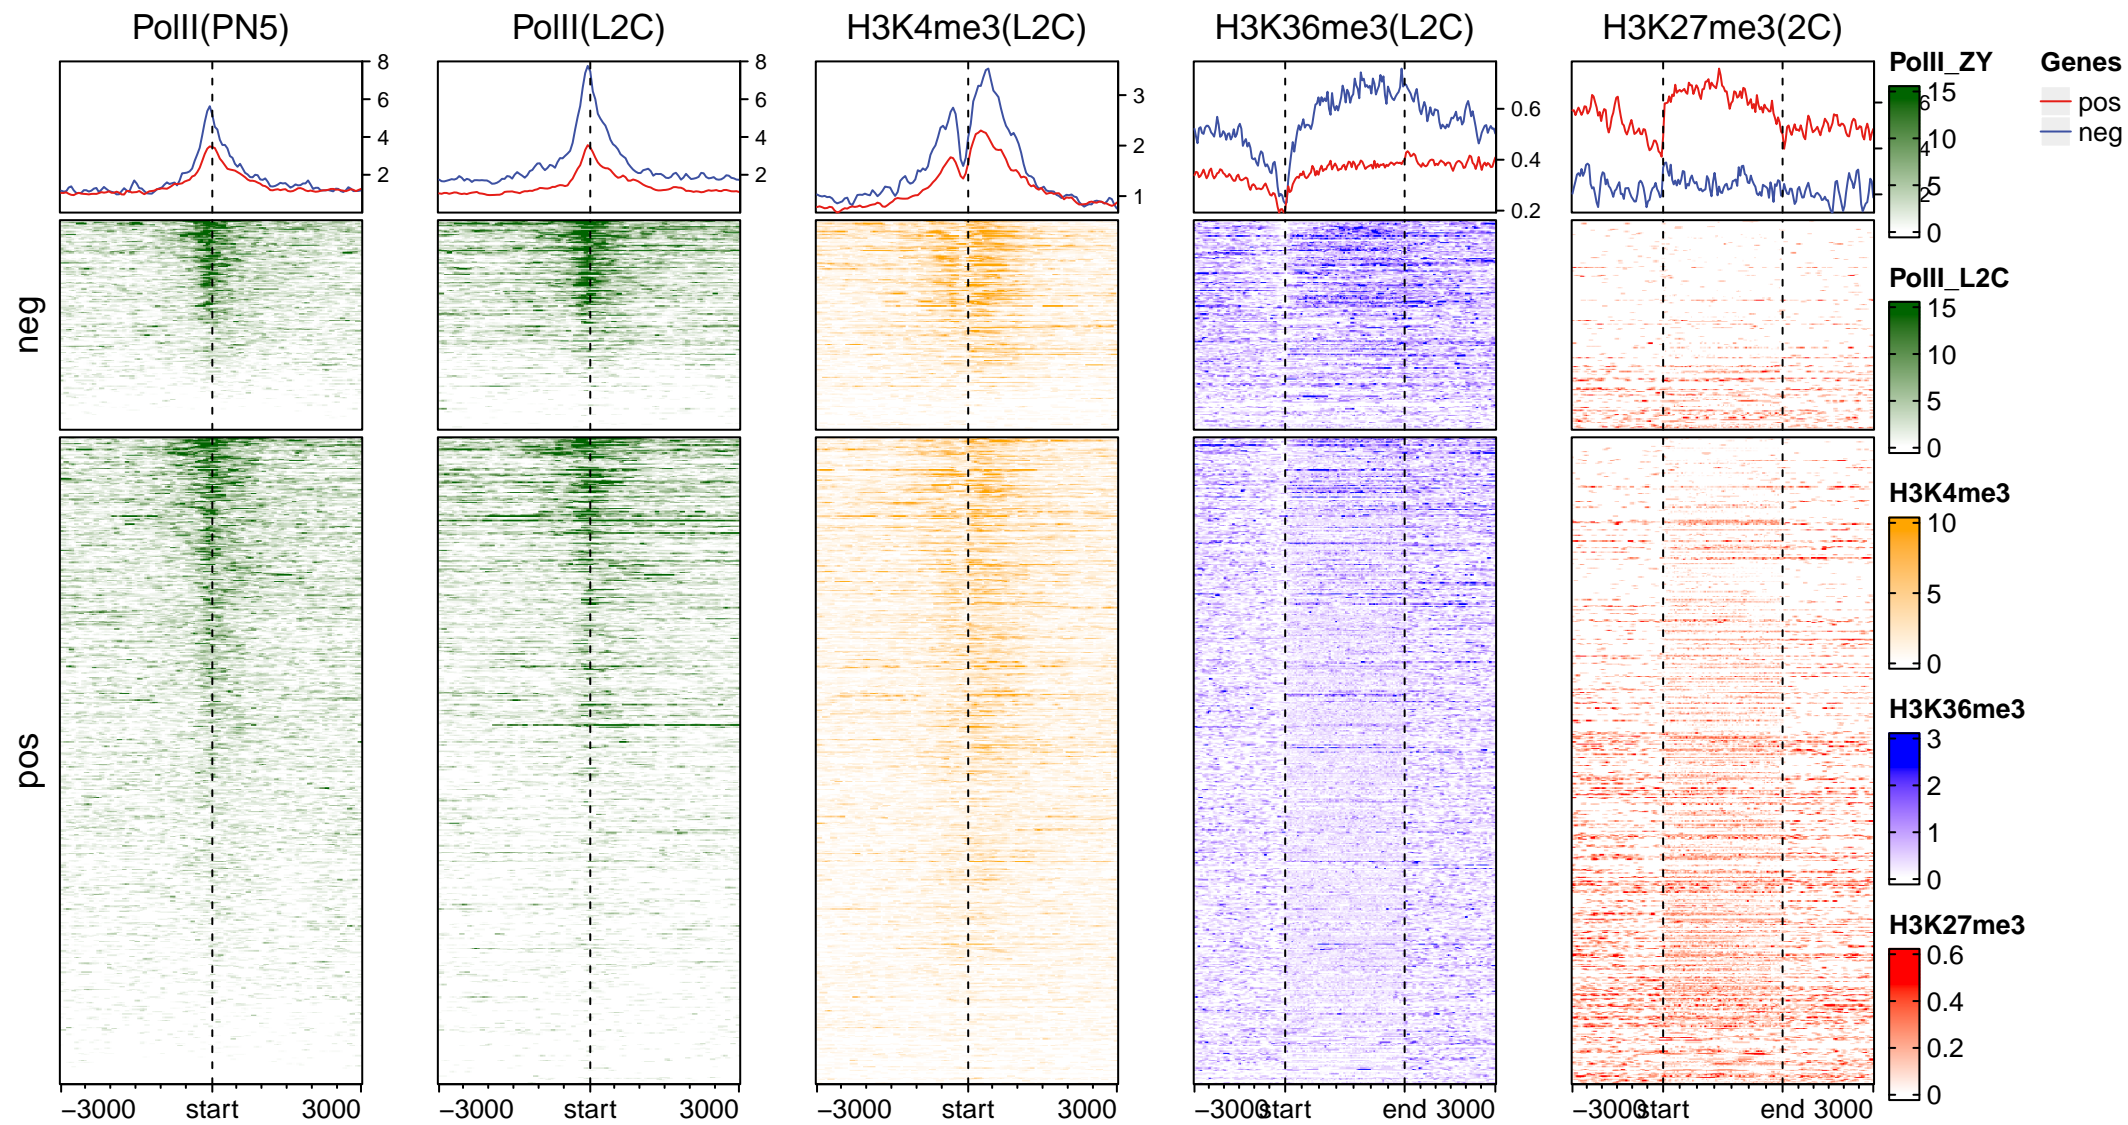 PolII(PN5)
PolII(L2C)
H3K4me3(L2C)
H3K36me3(L2C)
H3K27me3(2C)
8
6
4
2
8
6
4
2
3
2
1
0.6
0.4
0.2
6
4
2
neg
pos
−3000 start 3000
−3000 start 3000
−3000 start 3000
−3000 start end 3000
−3000 start end 3000
PolII_ZY
15
10
5
0
PolII_L2C
15
10
5
0
H3K4me3
10
5
0
H3K36me3
3
2
1
0
H3K27me3
0.6
0.4
0.2
0
Genes
pos
neg